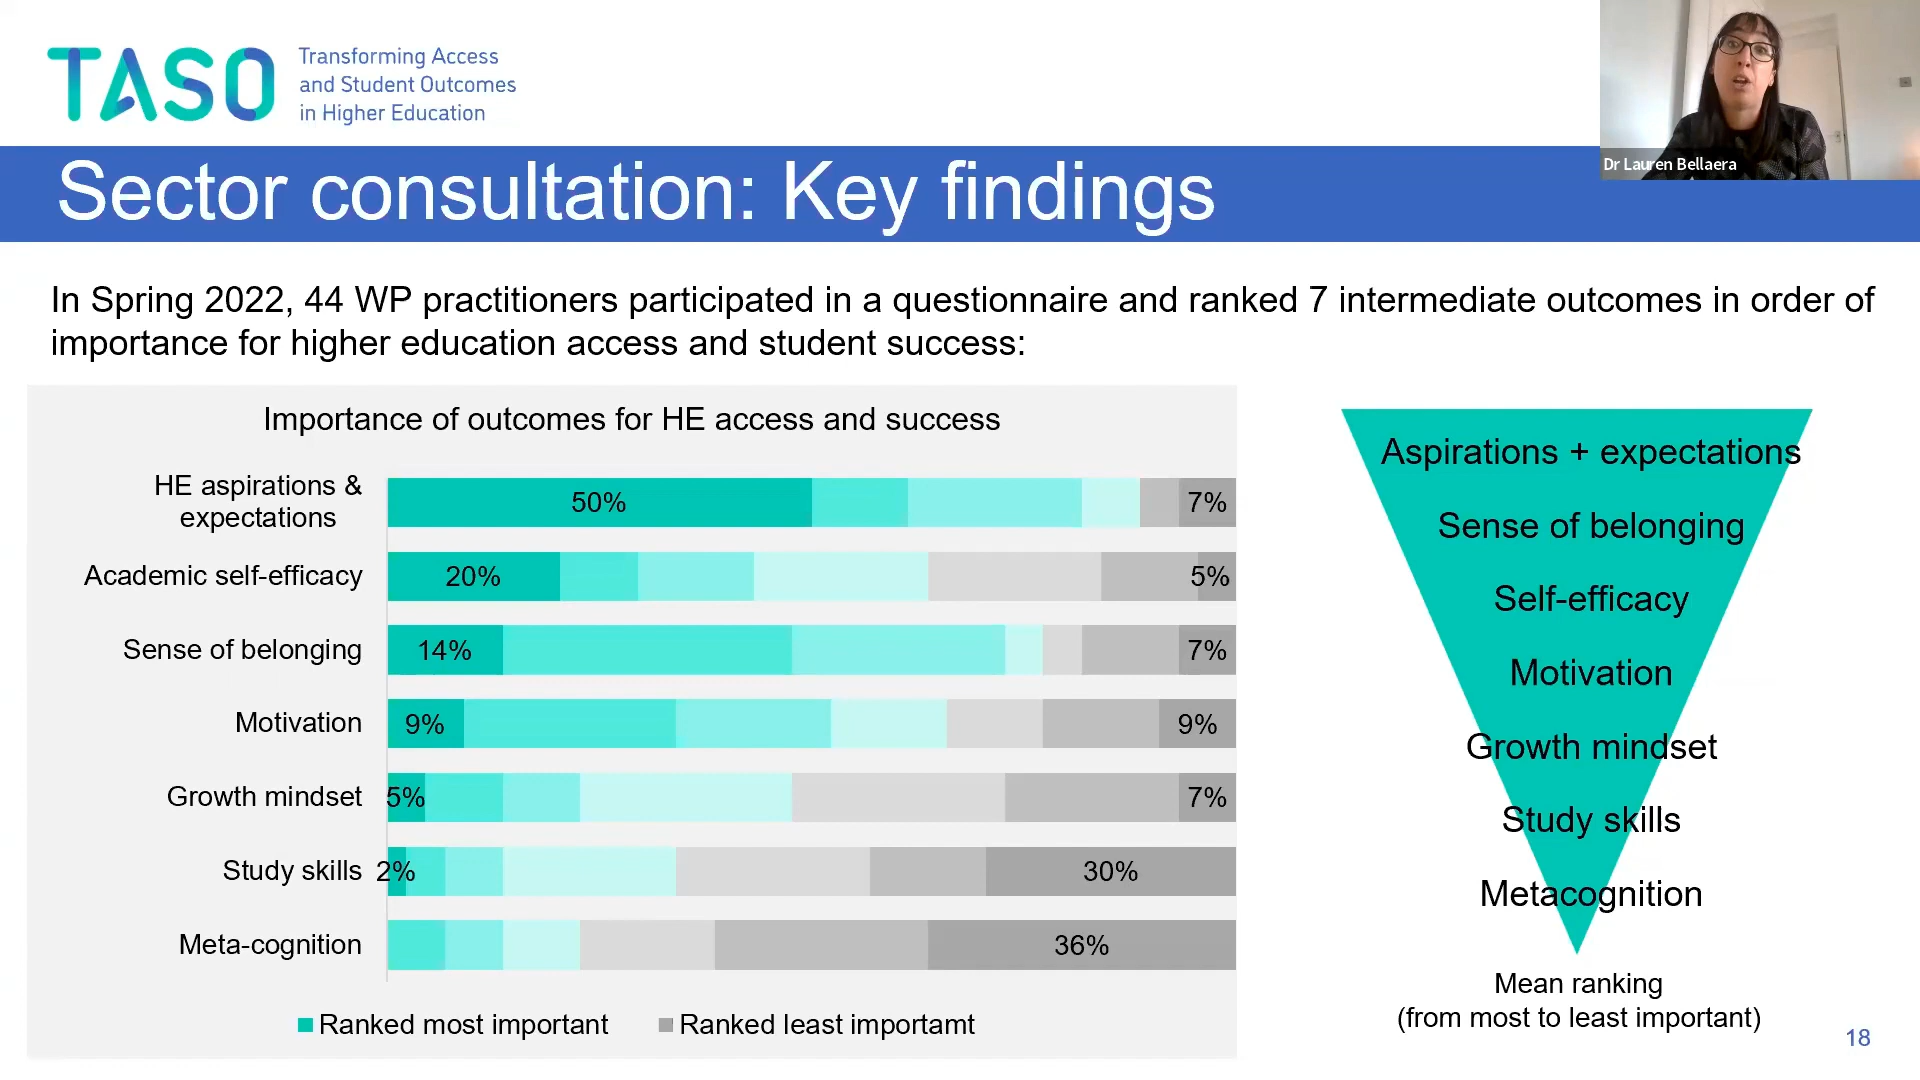 TASO
Transforming Access
and Student Outcomes
in Higher Education
Dr Lauren Bellaera
Sector consultation: Key findings
In Spring 2022, 44 WP practitioners participated in a questionnaire and ranked 7 intermediate outcomes in order of
importance for higher education access and student success:
Importance of outcomes for HE access and success
HE aspirations &
expectations
50%
7%
Academic self-efficacy
20%
5%
Sense of belonging
14%
7%
Motivation
9%
9%
Growth mindset
5%
7%
Study skills
2%
30%
Meta-cognition
36%
Ranked most important
Ranked least importamt
Aspirations + expectations
Sense of belonging
Self-efficacy
Motivation
Growth mindset
Study skills
Metacognition
Mean ranking
(from most to least important)
18